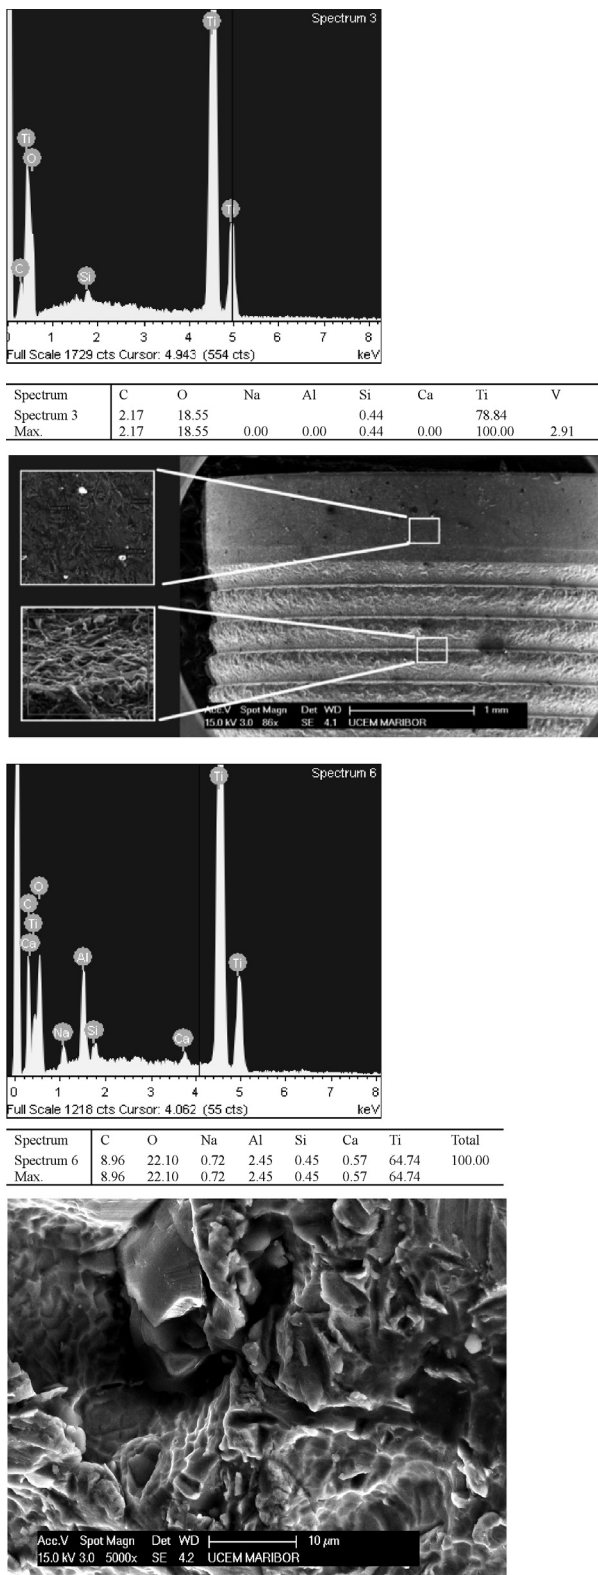 Spectrum 3
Ti
Ti
O
Ti
C
Si
0 1 2 3 4 5 6 7 8
Full Scale 1729 cts Cursor: 4.943 (554 cts) keV
Spectrum C O Na Al Si Ca Ti V
Spectrum 3 2.17 18.55 0.44 78.84
Max. 2.17 18.55 0.00 0.00 0.44 0.00 100.00 2.91
Acc.V Spot Magn Det WD 1 mm
15.0 kV 3.0 86x SE 4.1 UCEM MARIBOR
Spectrum 6
Ti
O
C
Ti
Ca
Al
Ti
Na
Si
Ca
0 1 2 3 4 5 6 7 8
Full Scale 1218 cts Cursor: 4.062 (55 cts) keV
Spectrum C O Na Al Si Ca Ti Total
Spectrum 6 8.96 22.10 0.72 2.45 0.45 0.57 64.74 100.00
Max. 8.96 22.10 0.72 2.45 0.45 0.57 64.74
Acc.V Spot Magn Det WD 10 µm
15.0 kV 3.0 5000x SE 4.2 UCEM MARIBOR